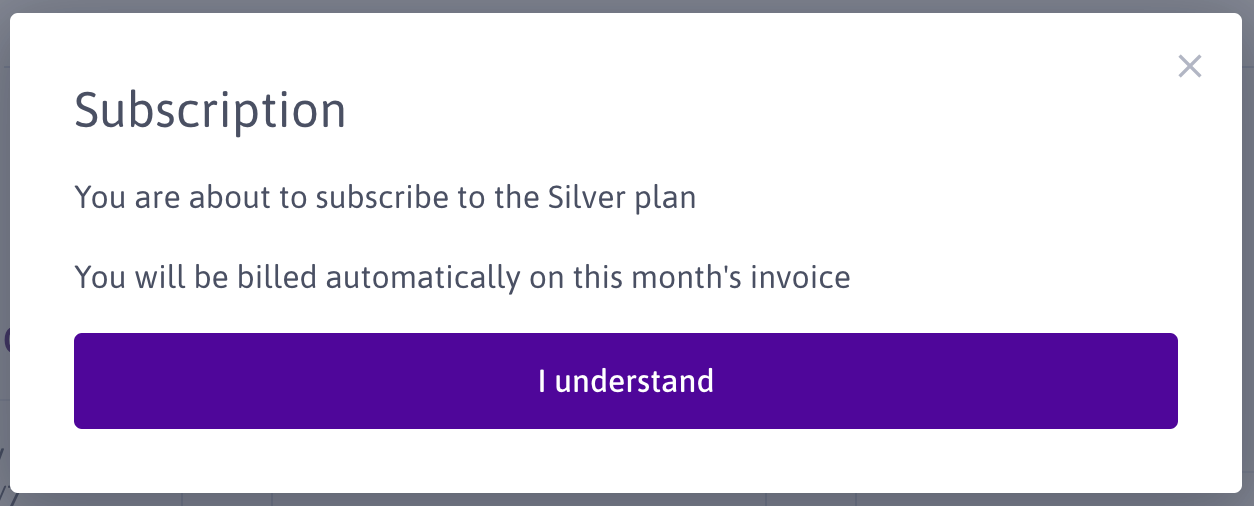 Subscription
You are about to subscribe to the Silver plan
You will be billed automatically on this month's invoice
I understand